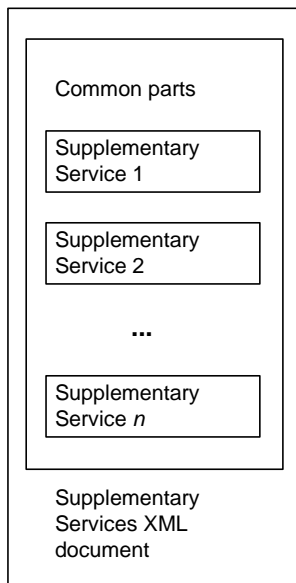 Common parts
Supplementary
Service 1
Supplementary
Service 2
...
Supplementary
Service n
Supplementary
Services XML
document